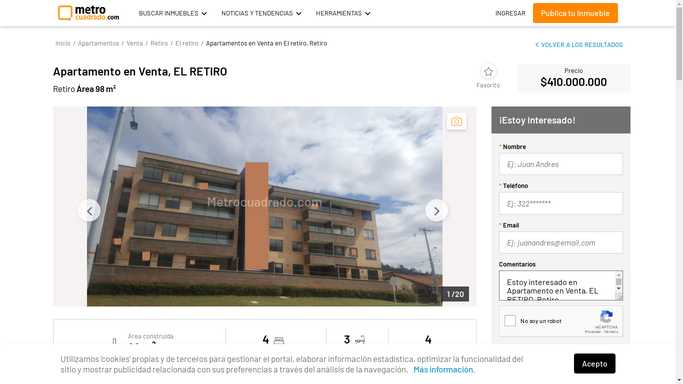 metro
cuadrado.com
BUSCAR INMUEBLES
NOTICIAS Y TENDENCIAS
HERRAMIENTAS
INGRESAR
Publica tu Inmueble
Inicio / Apartamentos / Venta / Retiro / El retiro / Apartamentos en Venta en El retiro, Retiro
VOLVER A LOS RESULTADOS
Apartamento en Venta, EL RETIRO
Retiro Área 98 m²
Favorito
Precio
$410.000.000
Metrocuadrado.com
1 / 20
¡Estoy Interesado!
* Nombre
Ej: Juan Andres
* Teléfono
Ej: 322*******
* Email
Ej: juanandres@email.com
Comentarios
Estoy interesado en
Apartamento en Venta, EL
RETIRO, Retiro
No soy un robot
reCAPTCHA
Privacidad - Términos
Área construida
4
3
4
Utilizamos 'cookies' propias y de terceros para gestionar el portal, elaborar información estadística, optimizar la funcionalidad del
sitio y mostrar publicidad relacionada con sus preferencias a través del análisis de la navegación. Más información.
Acepto